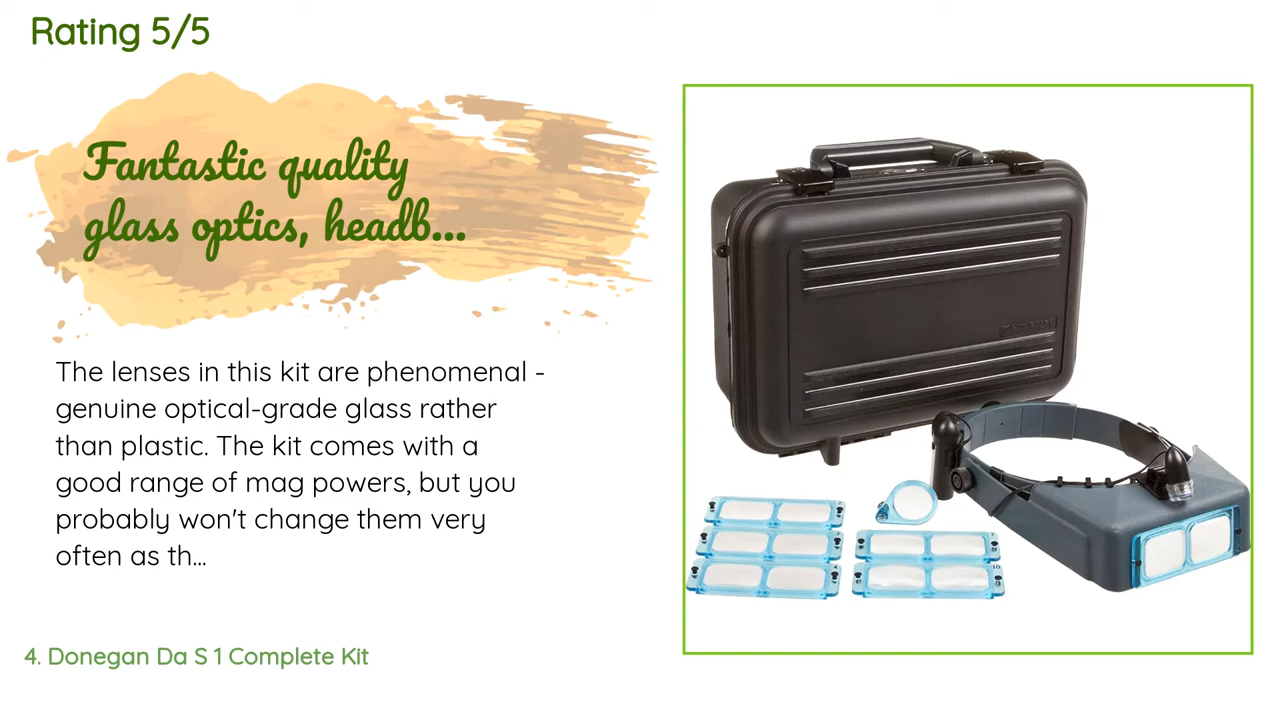 Rating 5/5
Fantastic quality
glass optics, headb...
The lenses in this kit are phenomenal -
genuine optical-grade glass rather
than plastic. The kit comes with a
good range of mag powers, but you
probably won't change them very
often as th...
4. Donegan Da S 1 Complete Kit